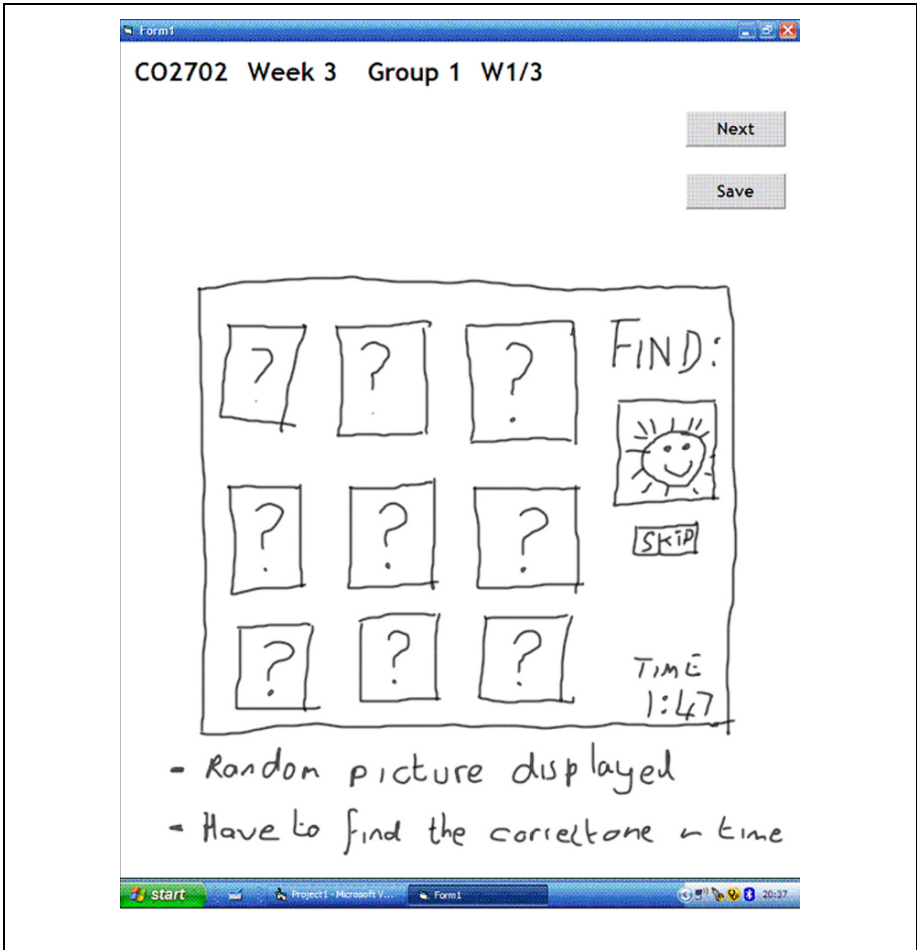 Form1
CO2702 Week 3 Group 1 W1/3
Next
Save
? ? ? FIND:
? ? ? SKIP
? ? ? TIME
1:47
- Random picture displayed
- Have to find the correct one in time
start Project1 - Microsoft V... Form1 20:37